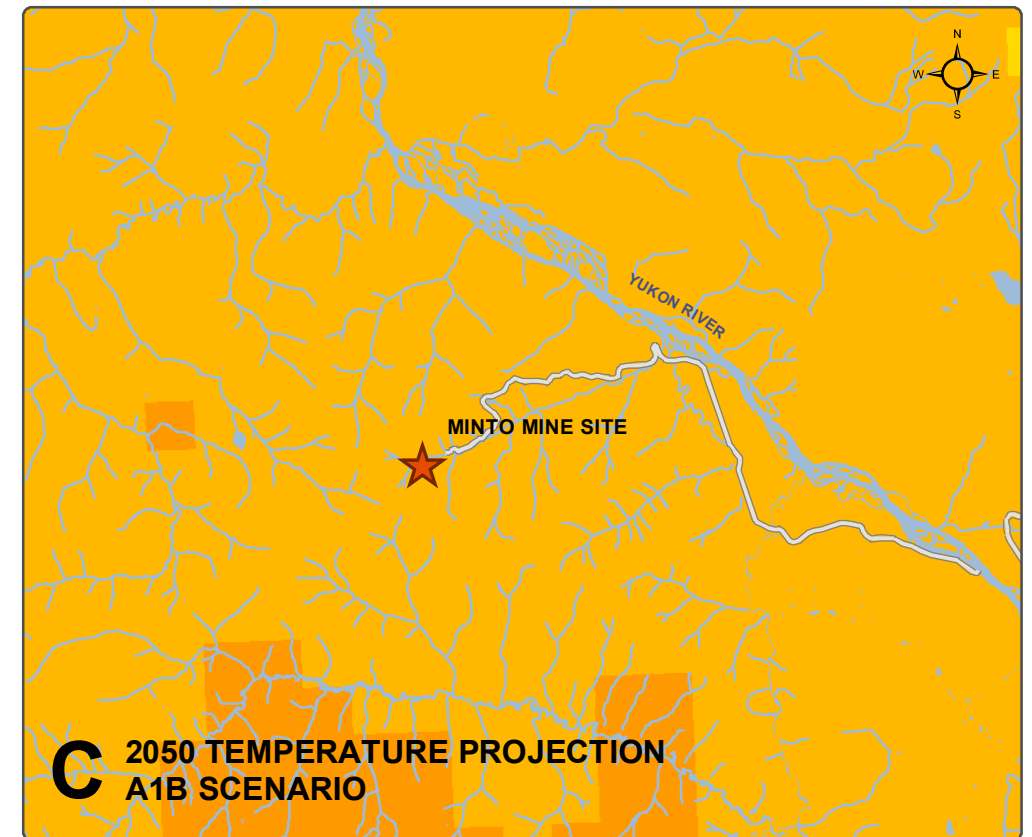 N
W E
S
YUKON RIVER
MINTO MINE SITE
C
2050 TEMPERATURE PROJECTION
A1B SCENARIO